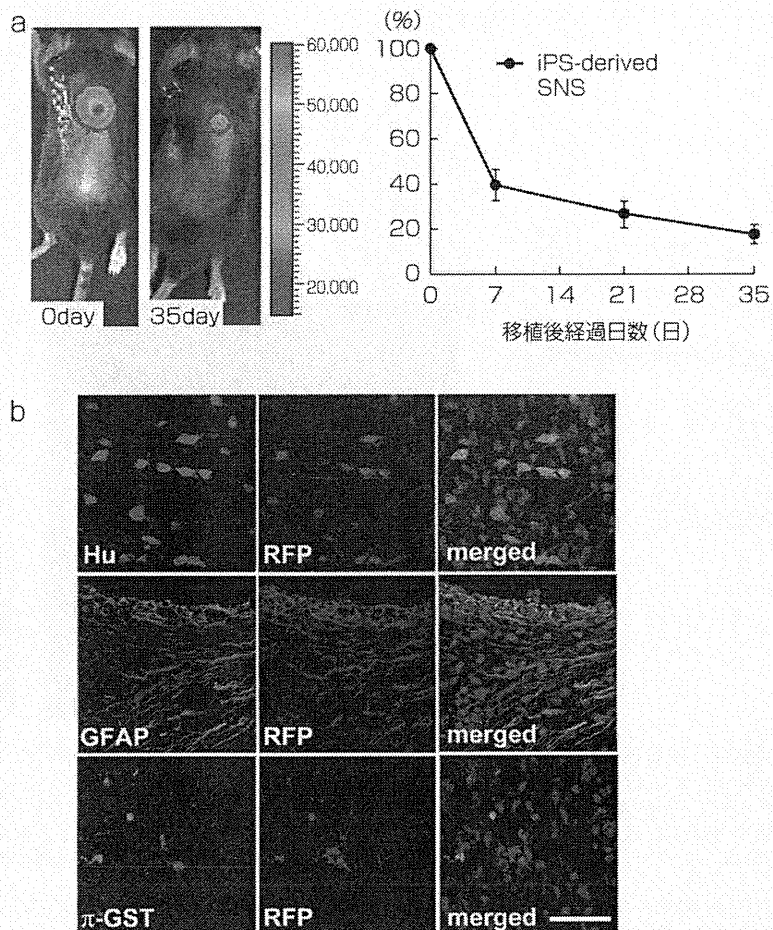 a
0day
35day
60,000
50,000
40,000
30,000
20,000
(%)
100
80
60
40
20
0
iPS-derived
SNS
0 7 14 21 28 35
移植後経過日数(日)
b
Hu
RFP
merged
GFAP
RFP
merged
π-GST
RFP
merged